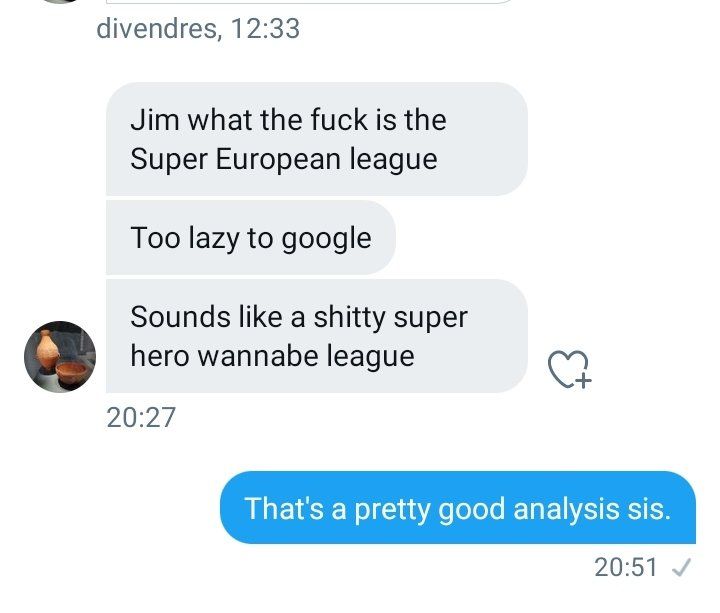 divendres, 12:33
Jim what the fuck is the
Super European league
Too lazy to google
Sounds like a shitty super
hero wannabe league
20:27
That's a pretty good analysis sis.
20:51